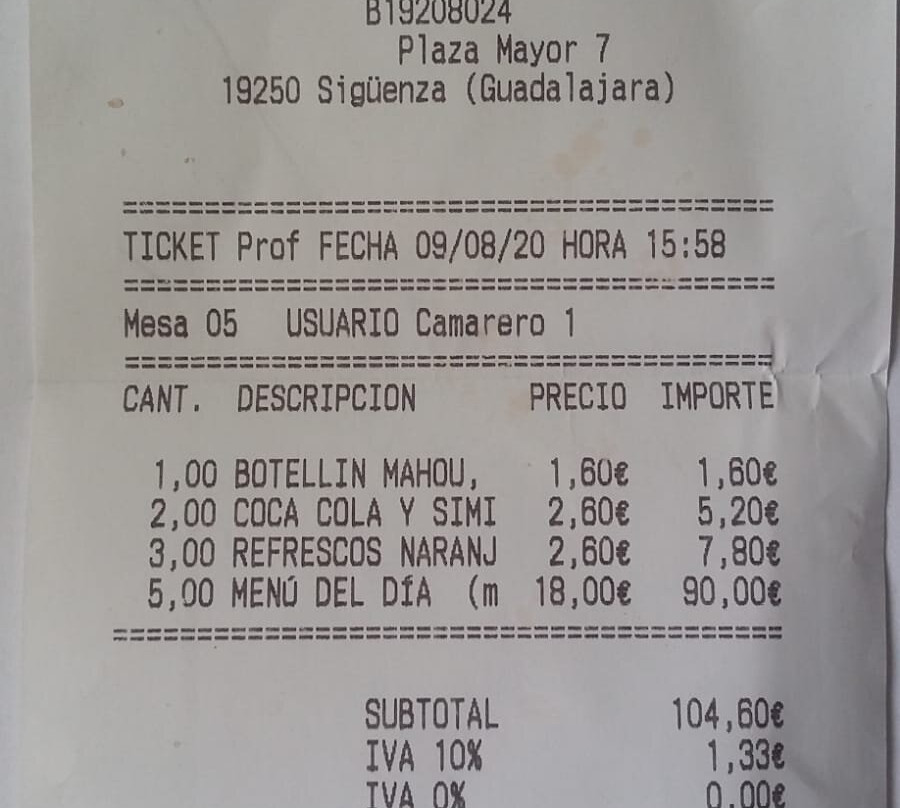 B19208024
Plaza Mayor 7
19250 Sigüenza (Guadalajara)
========================================
TICKET Prof FECHA 09/08/20 HORA 15:58
========================================
Mesa 05 USUARIO Camarero 1
========================================
CANT. DESCRIPCION PRECIO IMPORTE
1,00 BOTELLIN MAHOU, 1,60€ 1,60€
2,00 COCA COLA Y SIMI 2,60€ 5,20€
3,00 REFRESCOS NARANJ 2,60€ 7,80€
5,00 MENÚ DEL DÍA (m 18,00€ 90,00€
========================================
SUBTOTAL 104,60€
IVA 10% 1,33€
IVA 0% 0,00€